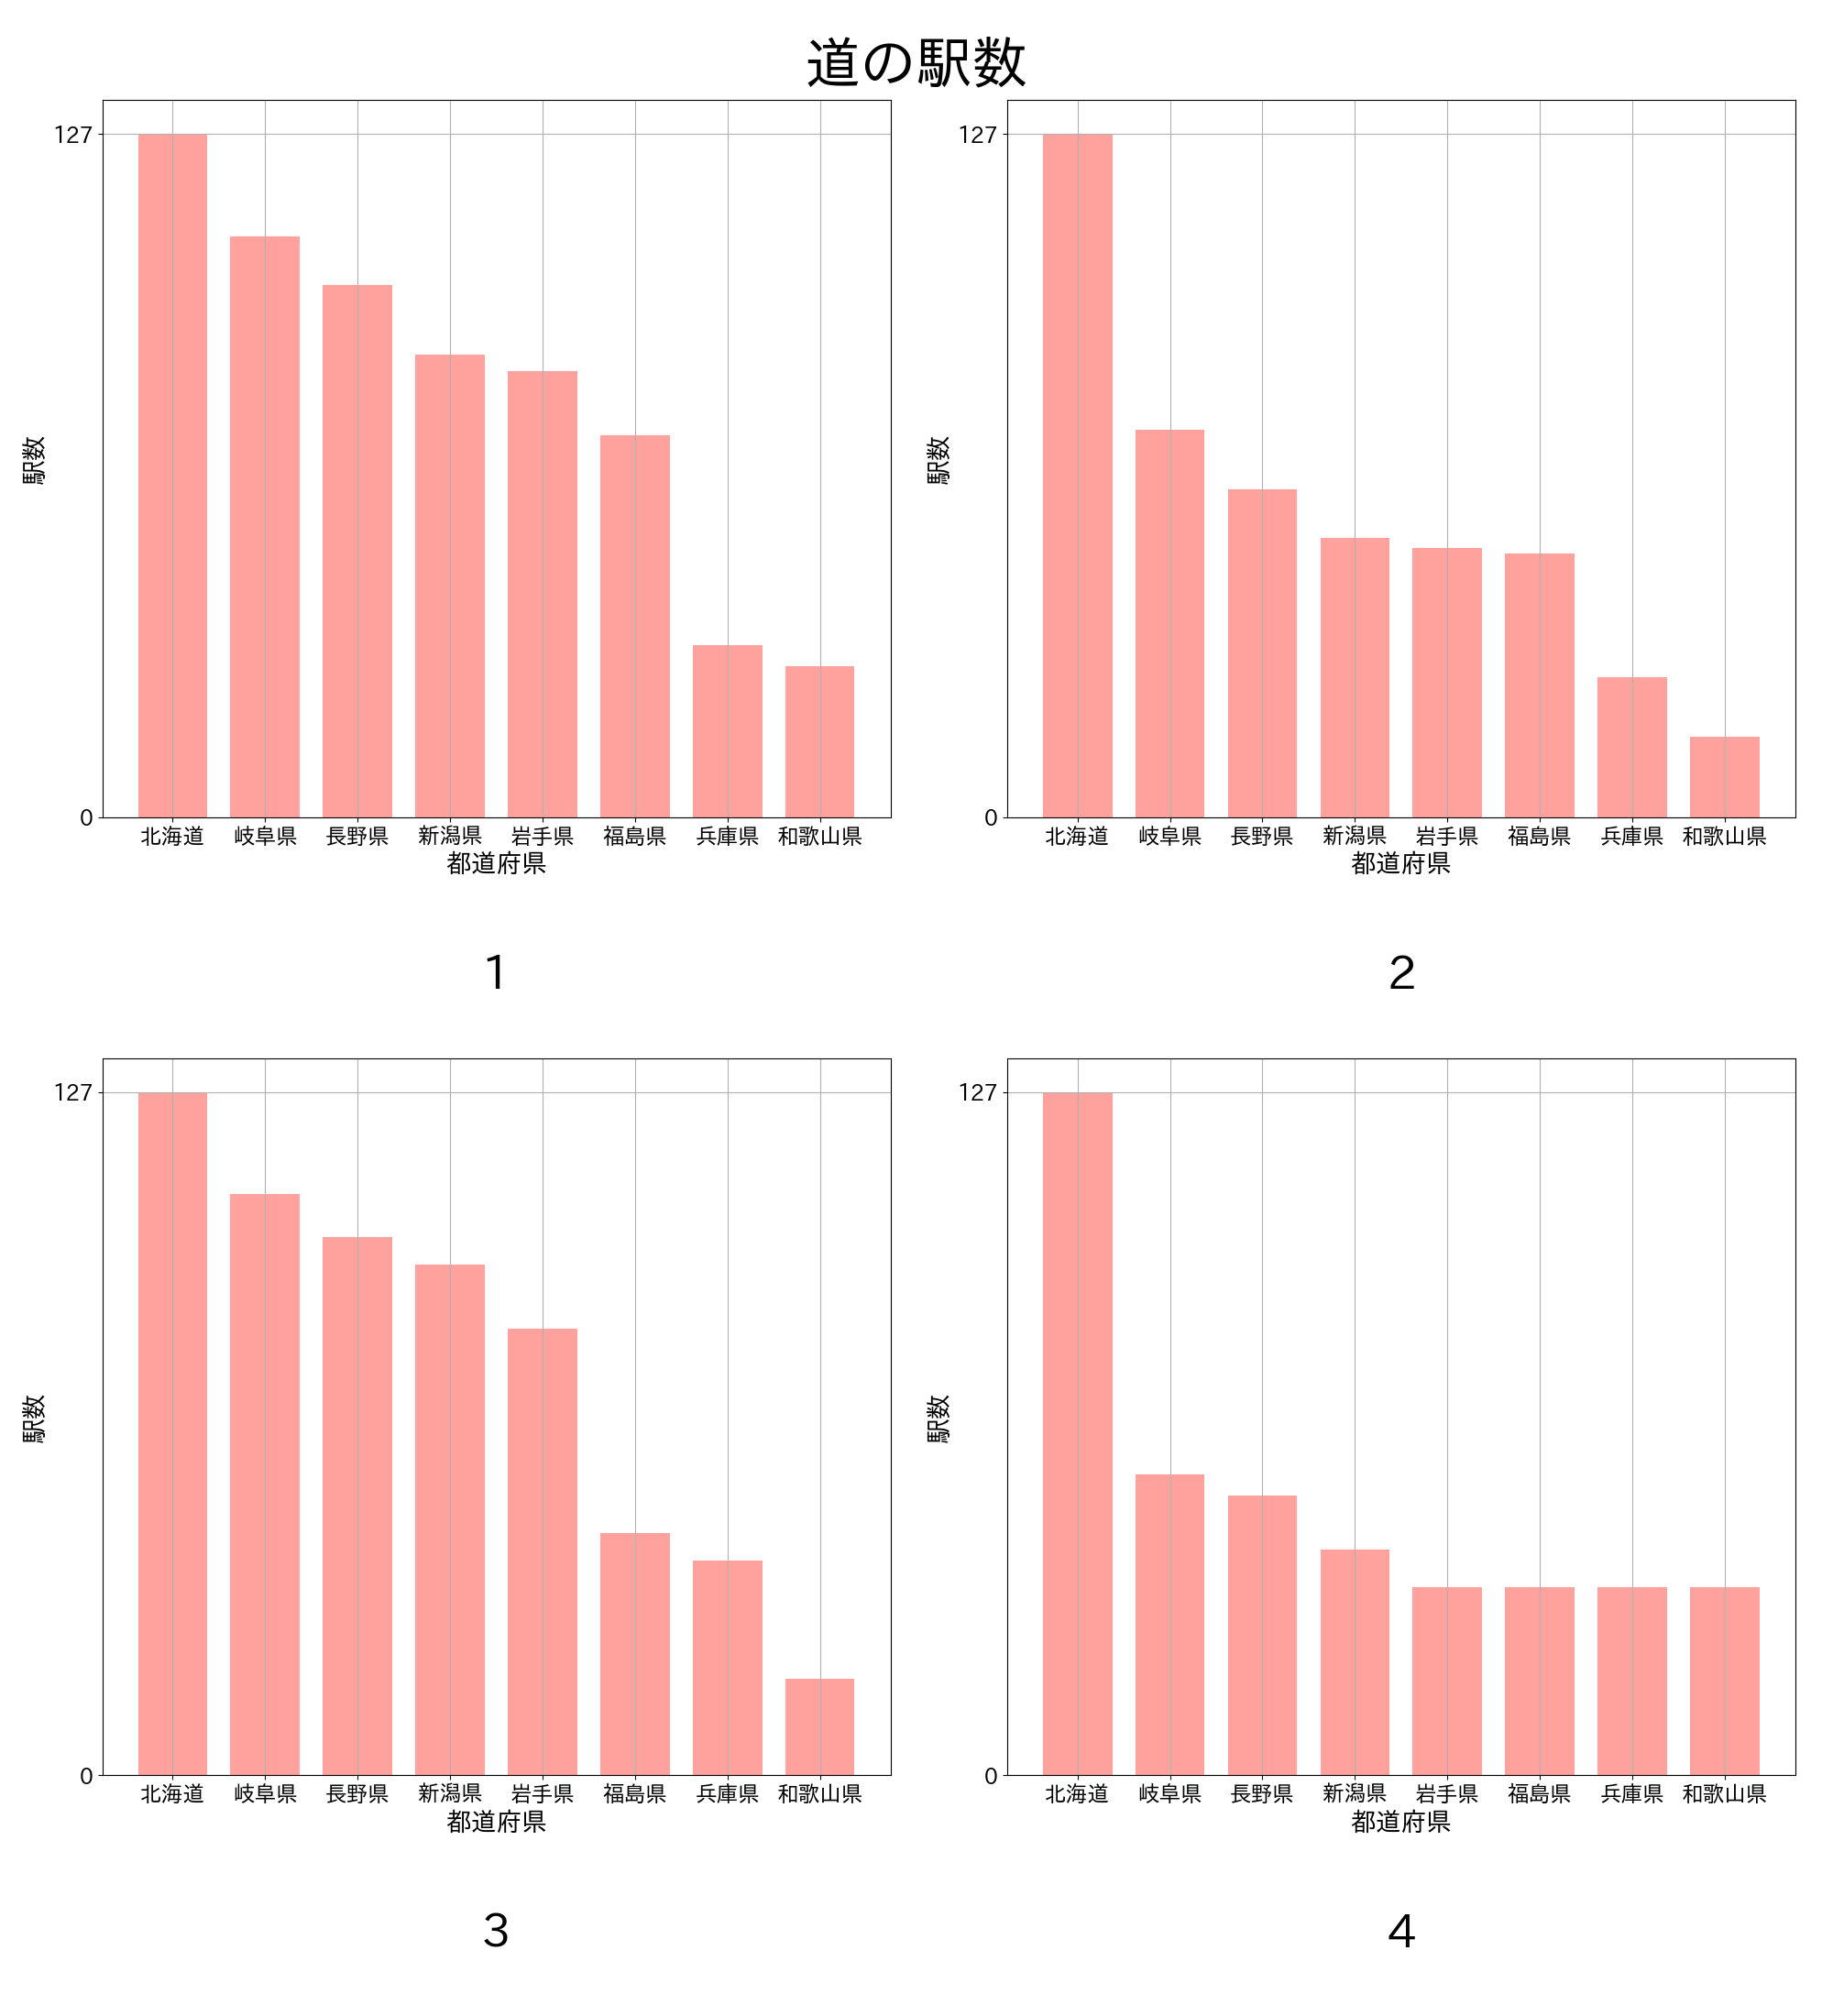 道の駅数
127
0
駅数
北海道 岐阜県 長野県 新潟県 岩手県 福島県 兵庫県 和歌山県
都道府県
1
127
0
駅数
北海道 岐阜県 長野県 新潟県 岩手県 福島県 兵庫県 和歌山県
都道府県
2
127
0
駅数
北海道 岐阜県 長野県 新潟県 岩手県 福島県 兵庫県 和歌山県
都道府県
3
127
0
駅数
北海道 岐阜県 長野県 新潟県 岩手県 福島県 兵庫県 和歌山県
都道府県
4